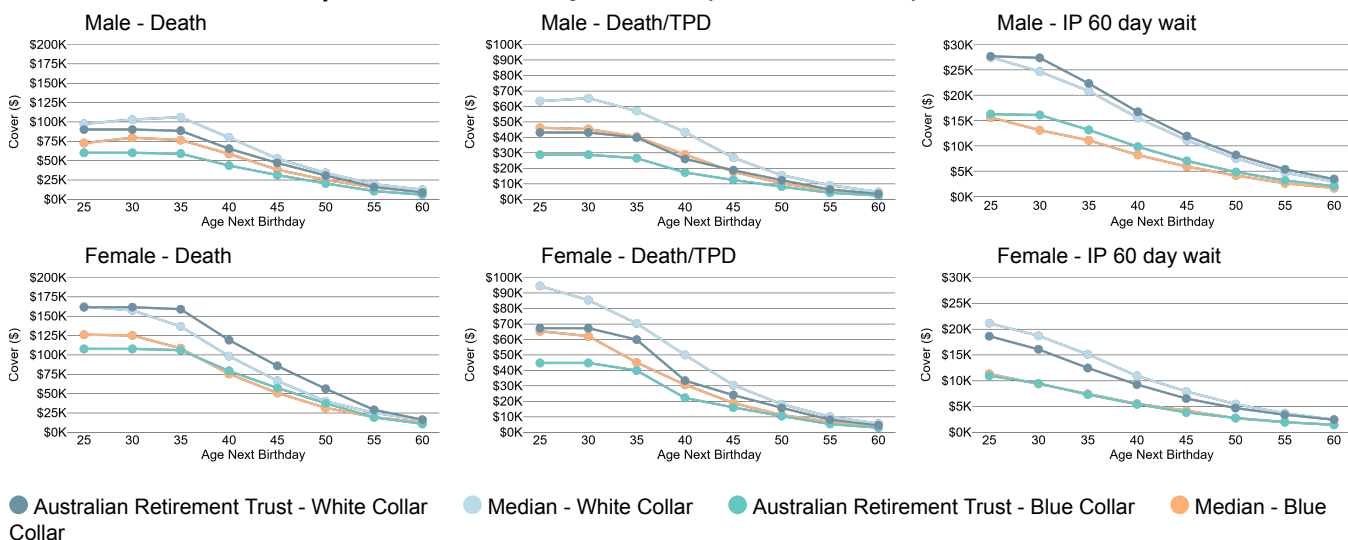 Male - Death
$200K
$175K
$150K
$125K
$100K
$75K
$50K
$25K
$0K
Cover ($)
25 30 35 40 45 50 55 60
Age Next Birthday
Male - Death/TPD
$100K
$90K
$80K
$70K
$60K
$50K
$40K
$30K
$20K
$10K
$0K
Cover ($)
25 30 35 40 45 50 55 60
Age Next Birthday
Male - IP 60 day wait
$30K
$25K
$20K
$15K
$10K
$5K
$0K
Cover ($)
25 30 35 40 45 50 55 60
Age Next Birthday
Female - Death
$200K
$175K
$150K
$125K
$100K
$75K
$50K
$25K
$0K
Cover ($)
25 30 35 40 45 50 55 60
Age Next Birthday
Female - Death/TPD
$100K
$90K
$80K
$70K
$60K
$50K
$40K
$30K
$20K
$10K
$0K
Cover ($)
25 30 35 40 45 50 55 60
Age Next Birthday
Female - IP 60 day wait
$30K
$25K
$20K
$15K
$10K
$5K
$0K
Cover ($)
25 30 35 40 45 50 55 60
Age Next Birthday
Australian Retirement Trust - White Collar Median - White Collar Australian Retirement Trust - Blue Collar Median - Blue
Collar